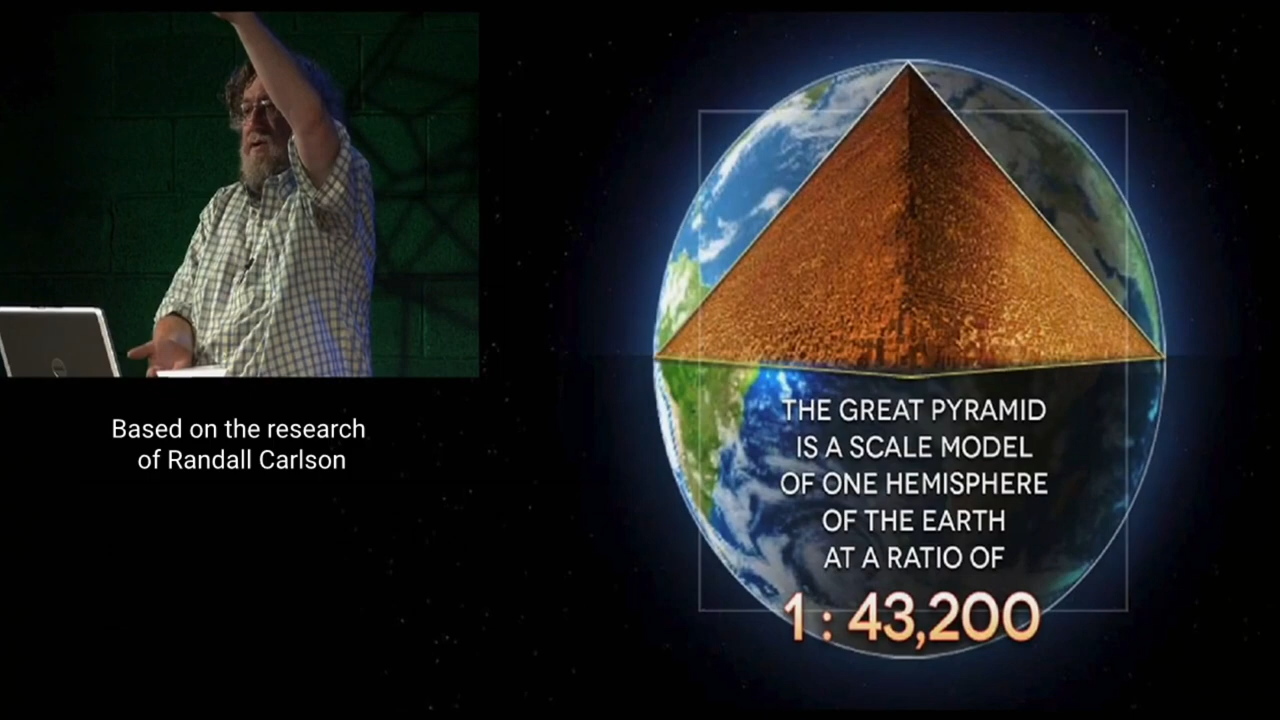 Based on the research
of Randall Carlson
THE GREAT PYRAMID
IS A SCALE MODEL
OF ONE HEMISPHERE
OF THE EARTH
AT A RATIO OF
1 : 43,200